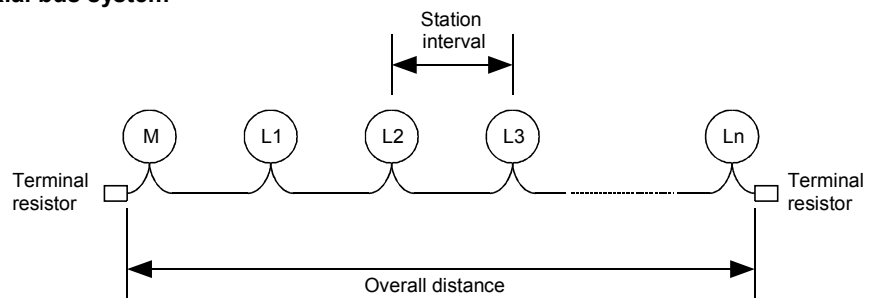 Station
interval
M
L1
L2
L3
Ln
Terminal
resistor
Terminal
resistor
Overall distance